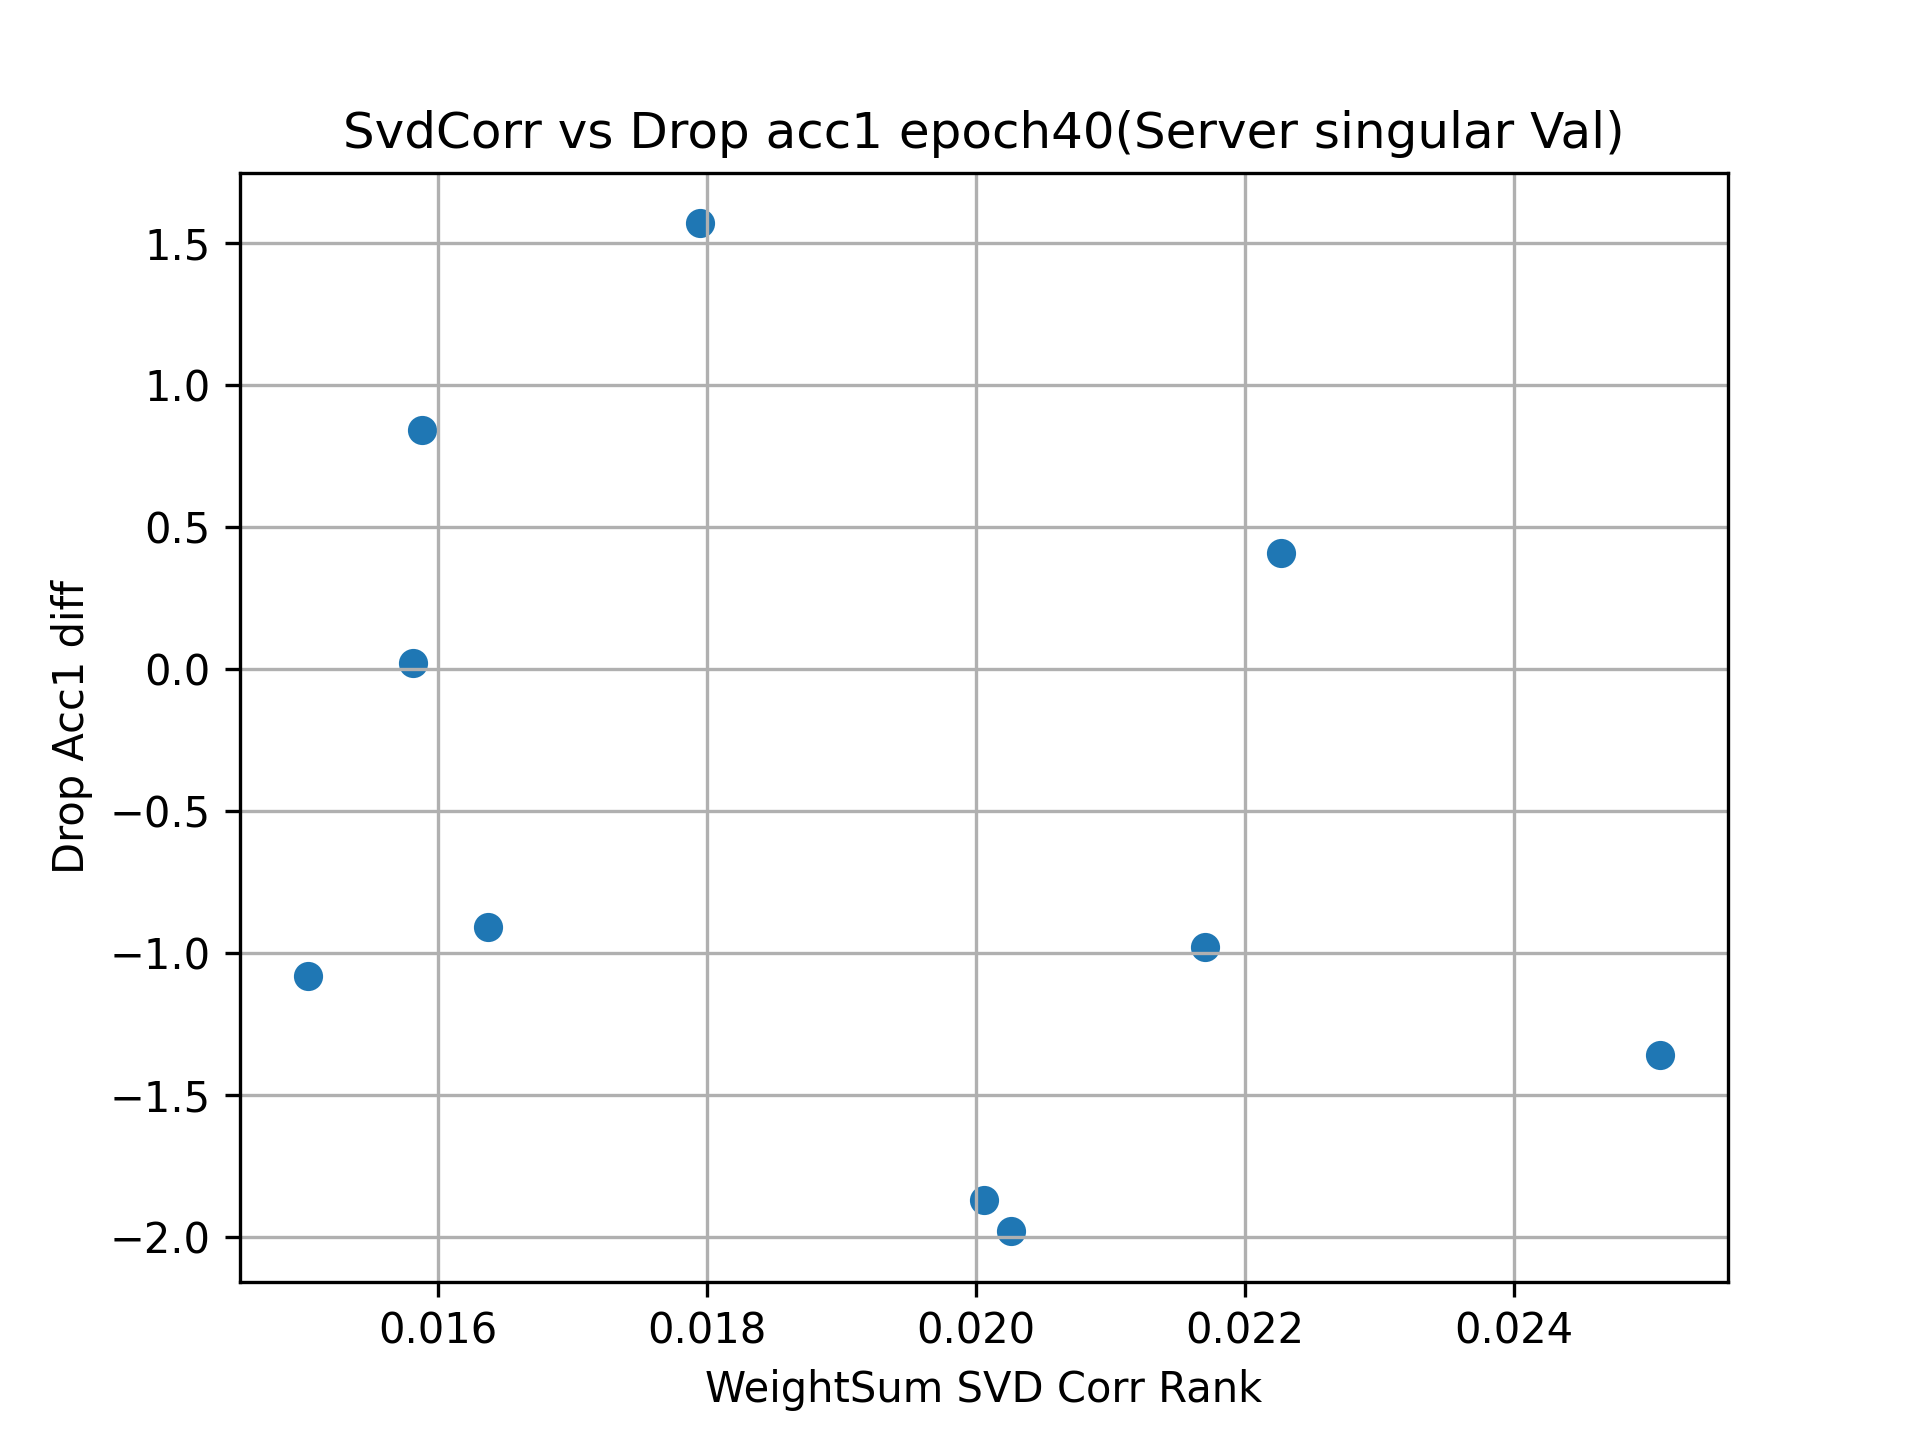 SvdCorr vs Drop acc1 epoch40(Server singular Val)
1.5
1.0
0.5
0.0
−0.5
−1.0
−1.5
−2.0
Drop Acc1 diff
0.016 0.018 0.020 0.022 0.024
WeightSum SVD Corr Rank